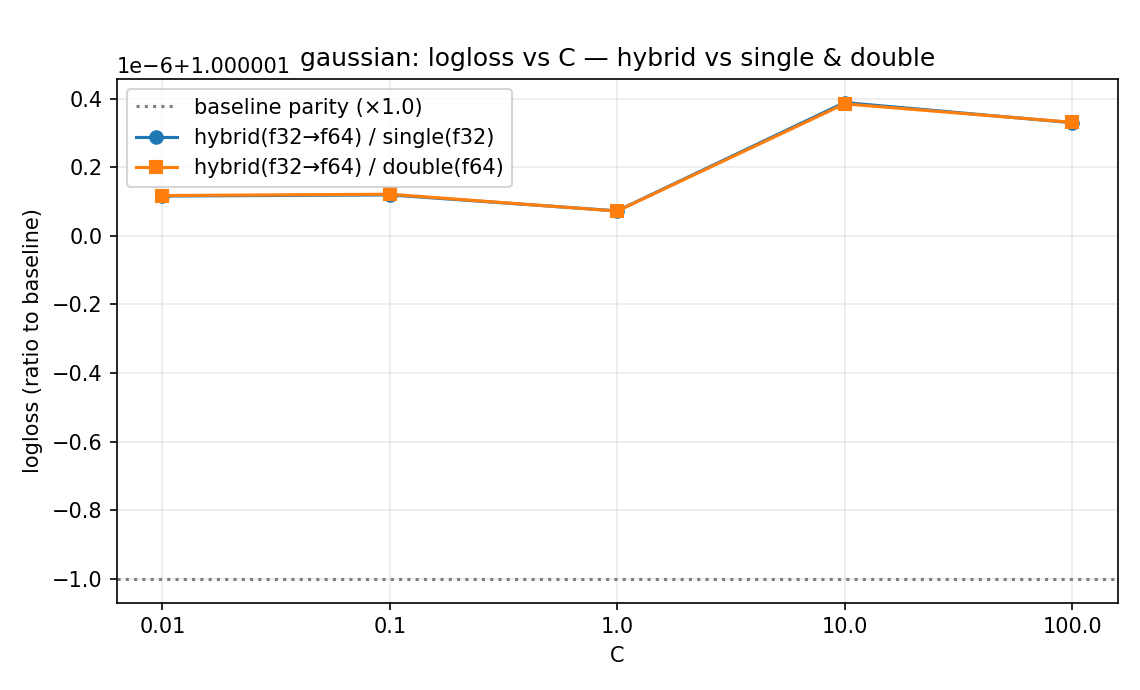 gaussian: logloss vs C — hybrid vs single & double
1e-6+1.000001
baseline parity (×1.0)
hybrid(f32→f64) / single(f32)
hybrid(f32→f64) / double(f64)
logloss (ratio to baseline)
0.4
0.2
0.0
−0.2
−0.4
−0.6
−0.8
−1.0
0.01 0.1 1.0 10.0 100.0
C